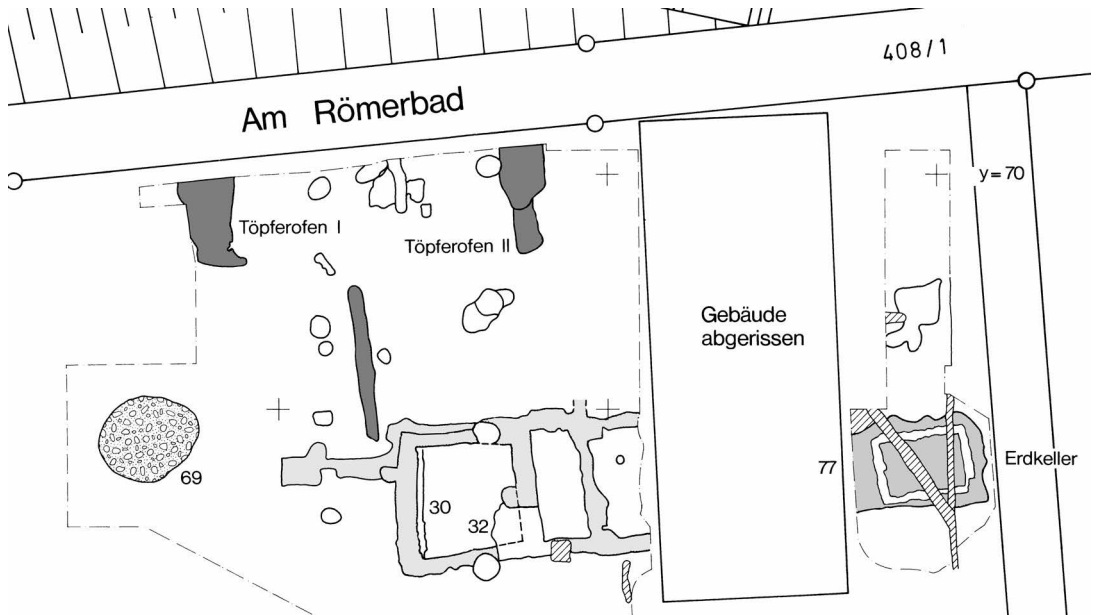 408/1
Am Römerbad
y=70
Töpferofen I
Töpferofen II
Gebäude
abgerissen
Erdkeller
77
69
30
32